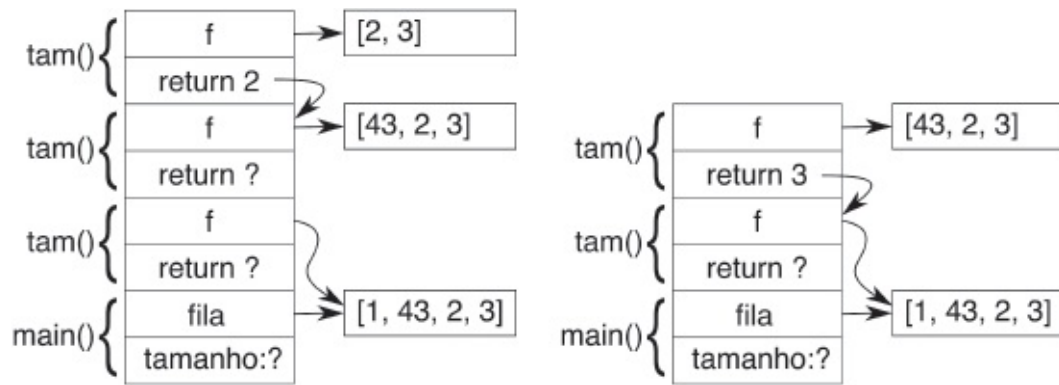 tam()
f
[2, 3]
return 2
tam()
f
[43, 2, 3]
return ?
tam()
f
return ?
main()
fila
[1, 43, 2, 3]
tamanho:?
tam()
f
[43, 2, 3]
return 3
tam()
f
return ?
main()
fila
[1, 43, 2, 3]
tamanho:?